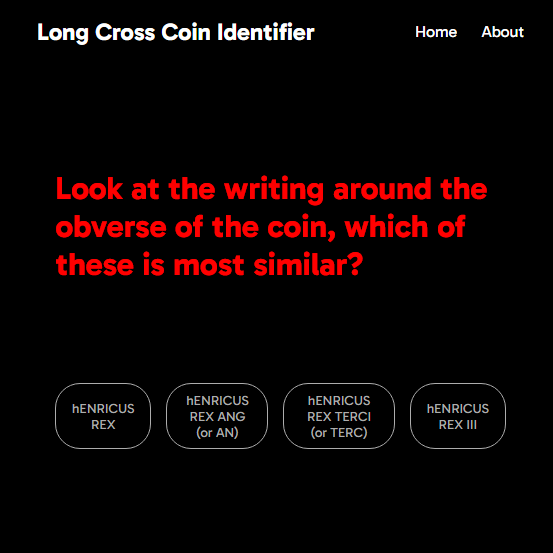 Long Cross Coin Identifier
Home About
Look at the writing around the
obverse of the coin, which of
these is most similar?
hENRICUS
REX
hENRICUS
REX ANG
(or AN)
hENRICUS
REX TERCI
(or TERC)
hENRICUS
REX III